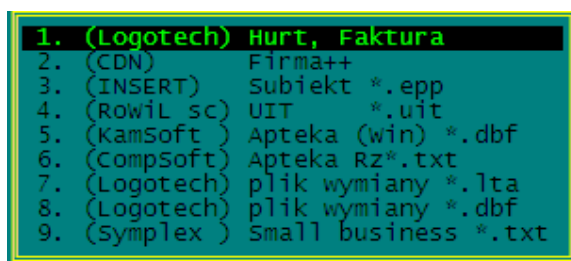 1. (Logotech) Hurt, Faktura
2. (CDN) Firma++
3. (INSERT) Subiekt *.epp
4. (RoWiL sc) UIT *.uit
5. (KamSoft ) Apteka (Win) *.dbf
6. (CompSoft) Apteka Rz*.txt
7. (Logotech) plik wymiany *.lta
8. (Logotech) plik wymiany *.dbf
9. (Symplex ) Small business *.txt